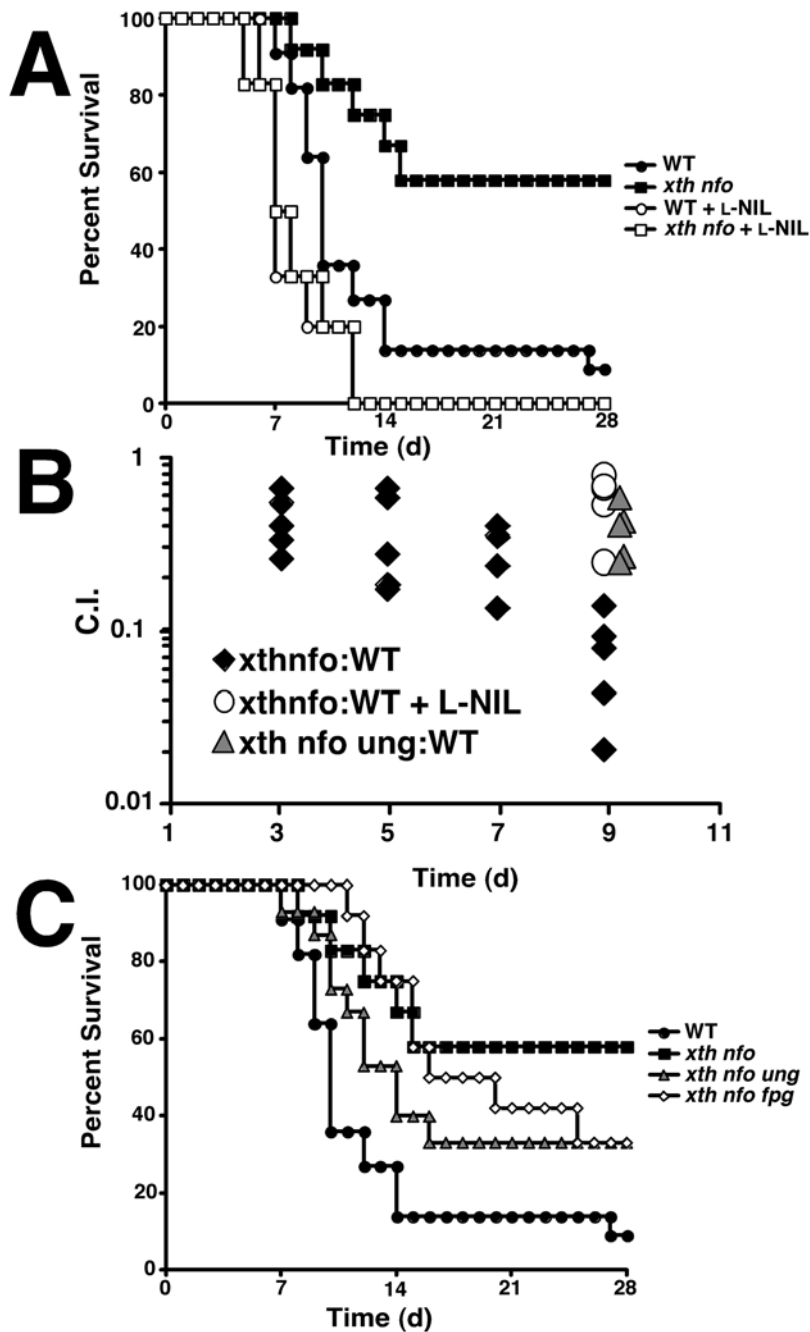 A
Percent Survival
100
80
60
40
20
0
0 7 14 21 28
Time (d)
WT
xth nfo
WT + L-NIL
xth nfo + L-NIL
B
C.I.
1
0.1
0.01
xthnfo:WT
xthnfo:WT + L-NIL
xth nfo ung:WT
1 3 5 7 9 11
Time (d)
C
Percent Survival
100
80
60
40
20
0
0 7 14 21 28
Time (d)
WT
xth nfo
xth nfo ung
xth nfo fpg